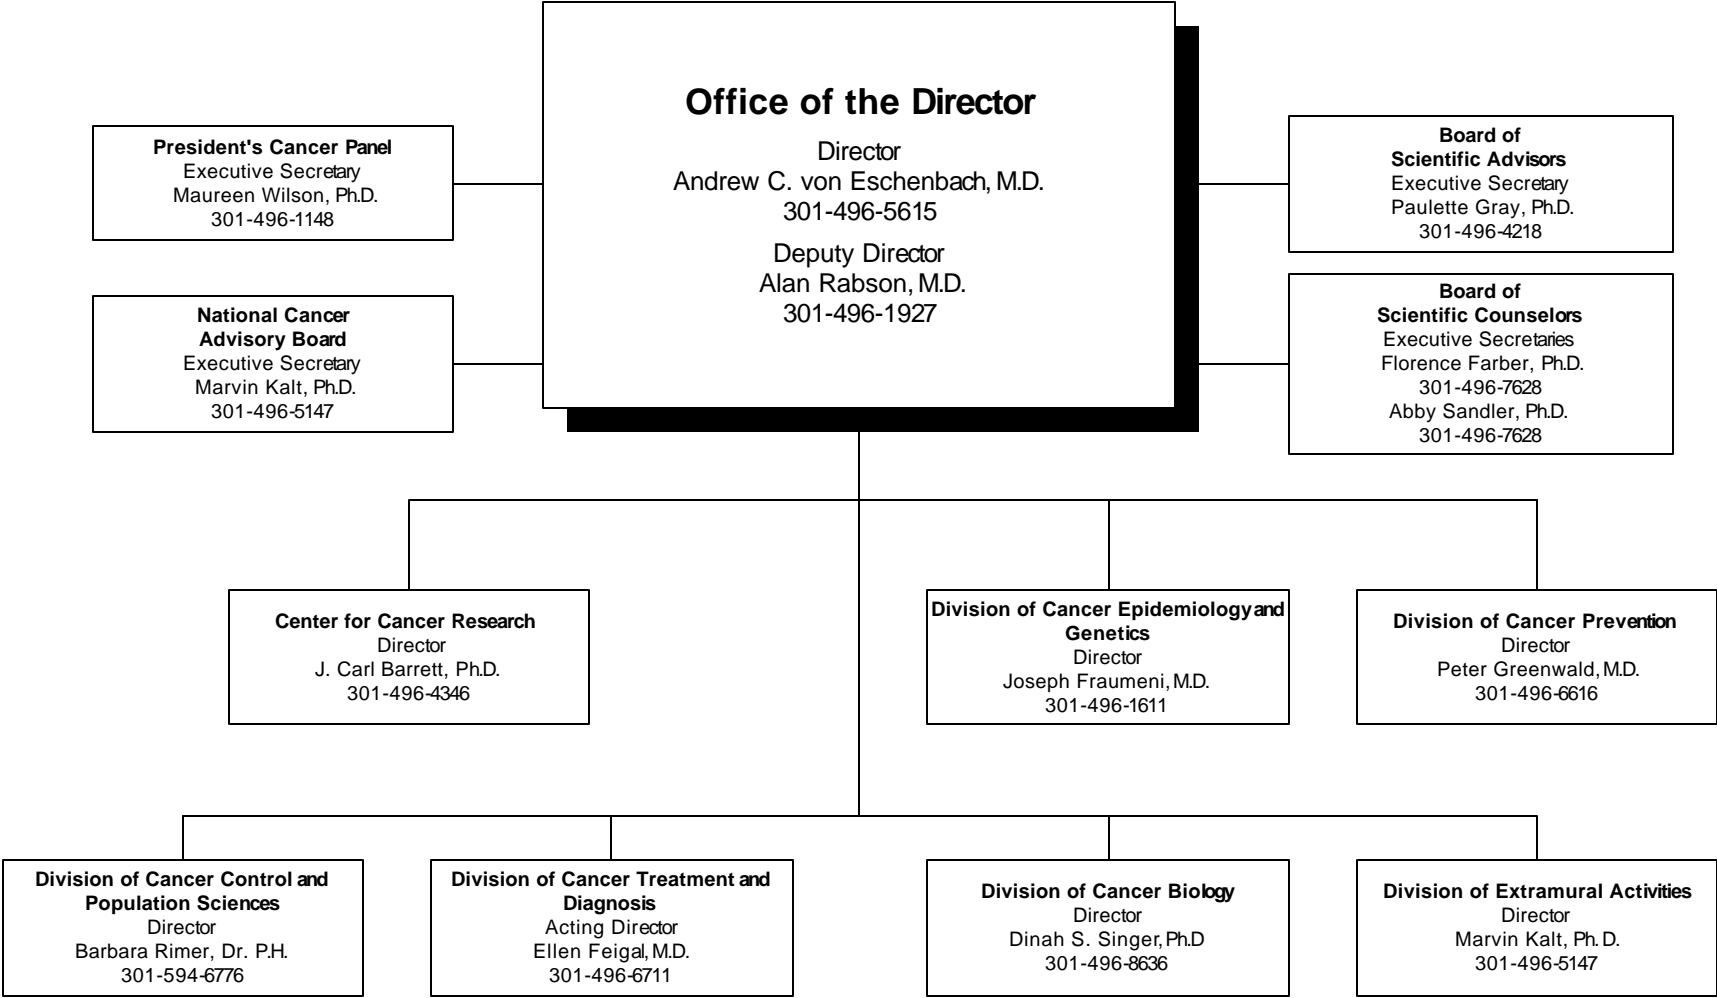 Office of the Director
Director
Andrew C. von Eschenbach, M.D.
301-496-5615
Deputy Director
Alan Rabson, M.D.
301-496-1927
President's Cancer Panel
Executive Secretary
Maureen Wilson, Ph.D.
301-496-1148
National Cancer
Advisory Board
Executive Secretary
Marvin Kalt, Ph.D.
301-496-5147
Board of
Scientific Advisors
Executive Secretary
Paulette Gray, Ph.D.
301-496-4218
Board of
Scientific Counselors
Executive Secretaries
Florence Farber, Ph.D.
301-496-7628
Abby Sandler, Ph.D.
301-496-7628
Center for Cancer Research
Director
J. Carl Barrett, Ph.D.
301-496-4346
Division of Cancer Epidemiology and
Genetics
Director
Joseph Fraumeni, M.D.
301-496-1611
Division of Cancer Prevention
Director
Peter Greenwald, M.D.
301-496-6616
Division of Cancer Control and
Population Sciences
Director
Barbara Rimer, Dr. P.H.
301-594-6776
Division of Cancer Treatment and
Diagnosis
Acting Director
Ellen Feigal, M.D.
301-496-6711
Division of Cancer Biology
Director
Dinah S. Singer, Ph.D
301-496-8636
Division of Extramural Activities
Director
Marvin Kalt, Ph. D.
301-496-5147